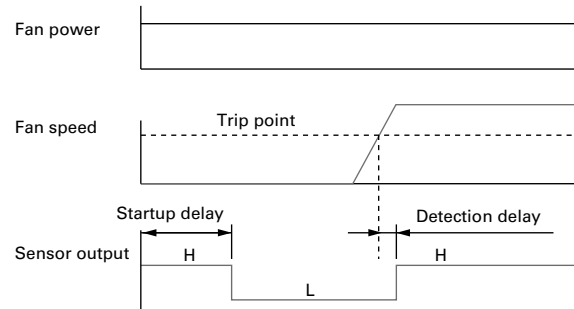 Fan power
Fan speed
Trip point
Startup delay
Detection delay
Sensor output
H
H
L